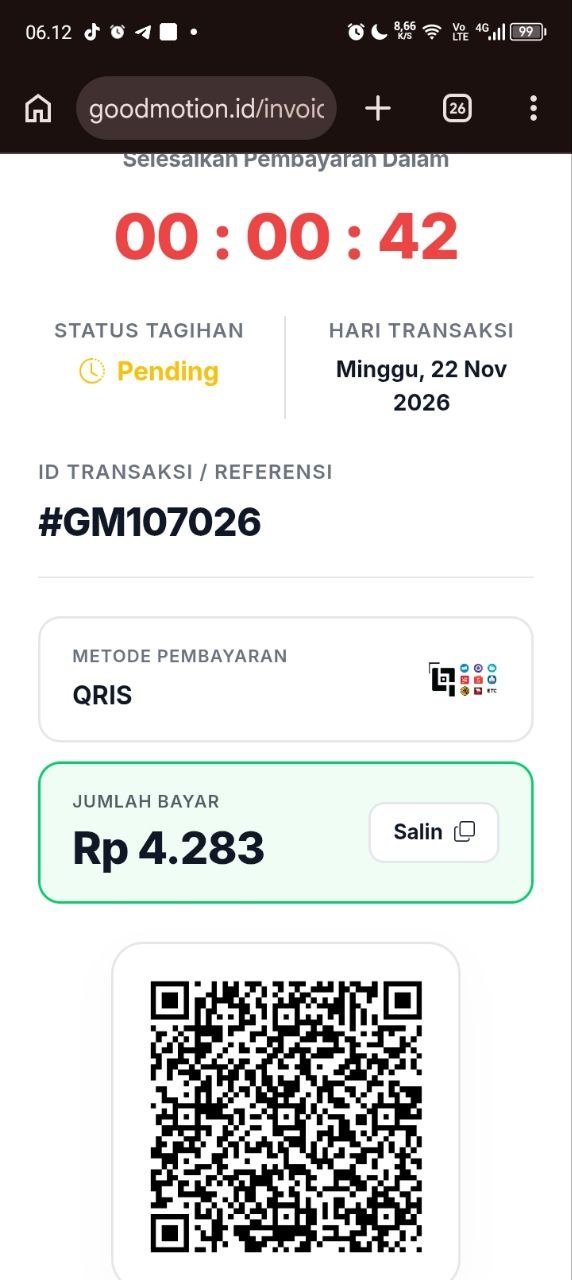 06.12
8,66 K/S
Vo LTE
4G
99
goodmotion.id/invoic
26
Selesaikan Pembayaran Dalam
00 : 00 : 42
STATUS TAGIHAN
Pending
HARI TRANSAKSI
Minggu, 22 Nov
2026
ID TRANSAKSI / REFERENSI
#GM107026
METODE PEMBAYARAN
QRIS
ETC
JUMLAH BAYAR
Rp 4.283
Salin